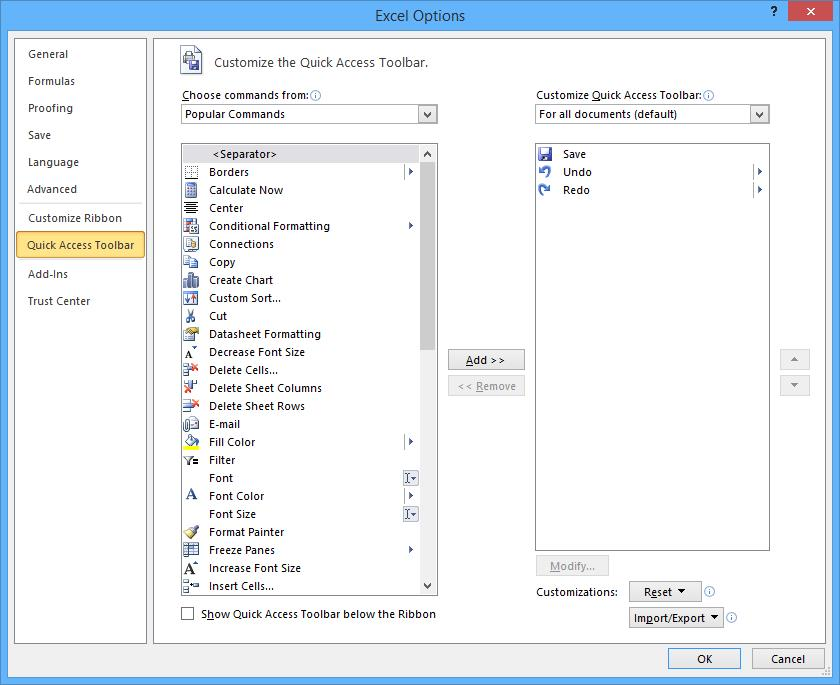 Excel Options
?
General
Formulas
Proofing
Save
Language
Advanced
Customize Ribbon
Quick Access Toolbar
Add-Ins
Trust Center
Customize the Quick Access Toolbar.
Choose commands from:
Popular Commands
<Separator>
Borders
Calculate Now
Center
Conditional Formatting
Connections
Copy
Create Chart
Custom Sort...
Cut
Datasheet Formatting
Decrease Font Size
Delete Cells...
Delete Sheet Columns
Delete Sheet Rows
E-mail
Fill Color
Filter
Font
Font Color
Font Size
Format Painter
Freeze Panes
Increase Font Size
Insert Cells...
Show Quick Access Toolbar below the Ribbon
Add >>
<< Remove
Customize Quick Access Toolbar:
For all documents (default)
Save
Undo
Redo
Modify...
Customizations:
Reset
Import/Export
OK
Cancel